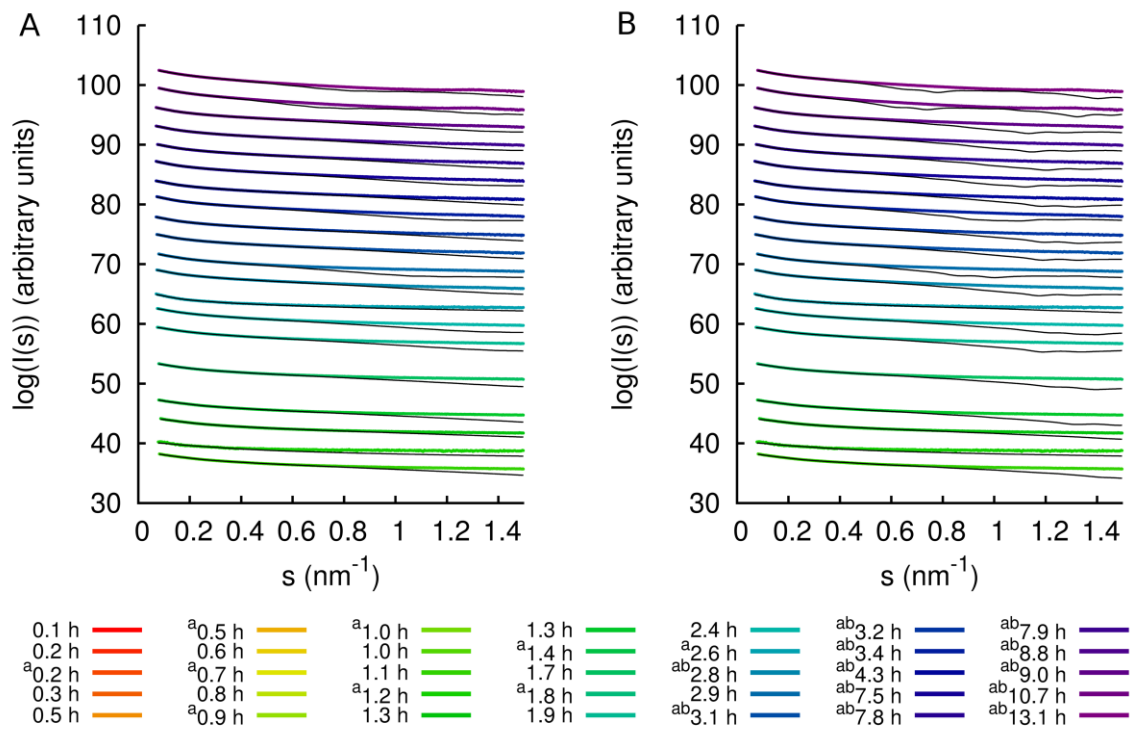 A
B
110
100
90
80
70
60
50
40
30
log(I(s)) (arbitrary units)
0 0.2 0.4 0.6 0.8 1 1.2 1.4
s (nm⁻¹)
110
100
90
80
70
60
50
40
30
log(I(s)) (arbitrary units)
0 0.2 0.4 0.6 0.8 1 1.2 1.4
s (nm⁻¹)
0.1 h ᵃ0.5 h ᵃ1.0 h 1.3 h 2.4 h ᵃᵇ3.2 h ᵃᵇ7.9 h
0.2 h 0.6 h 1.0 h ᵃ1.4 h ᵃ2.6 h ᵃᵇ3.4 h ᵃᵇ8.8 h
ᵃ0.2 h ᵃ0.7 h 1.1 h 1.7 h ᵃᵇ2.8 h ᵃᵇ4.3 h ᵃᵇ9.0 h
0.3 h 0.8 h ᵃ1.2 h ᵃ1.8 h 2.9 h ᵃᵇ7.5 h ᵃᵇ10.7 h
0.5 h ᵃ0.9 h 1.3 h 1.9 h ᵃᵇ3.1 h ᵃᵇ7.8 h ᵃᵇ13.1 h